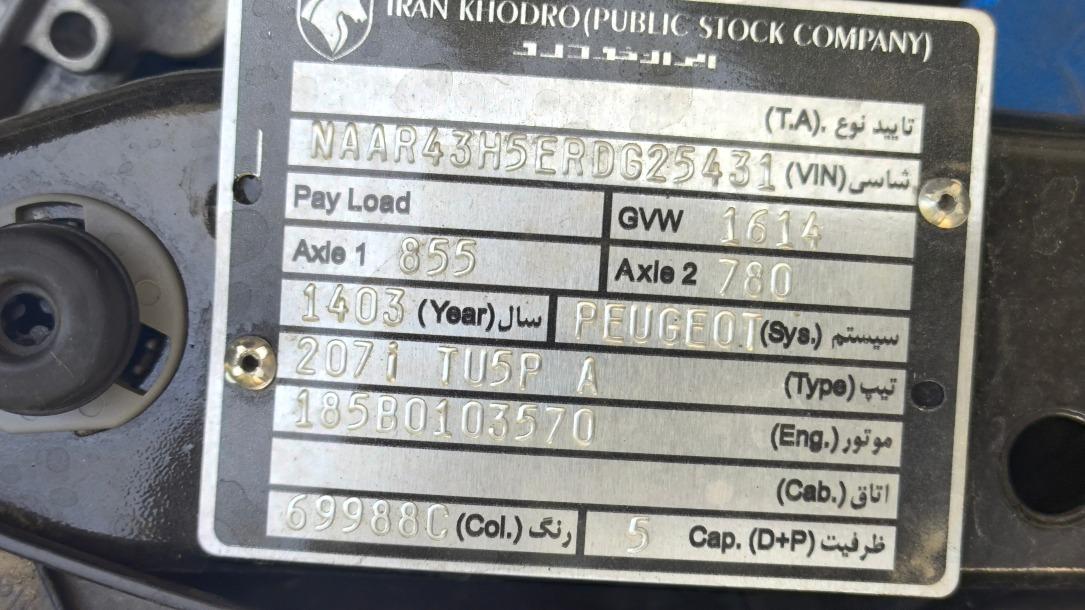 IRAN KHODRO (PUBLIC STOCK COMPANY)
ایران خودرو
تایید نوع .(T.A)
NAAR43H5ERDG25431 (VIN) شاسی
Pay Load
GVW 1614
Axle 1 855
Axle 2 780
1403 (Year) سال
PEUGEOT (Sys.) سیستم
207i TU5P A (Type) تیپ
185B0103570 (Eng.) موتور
(Cab.) اتاق
69988C (Col.) رنگ
5 Cap. (D+P) ظرفیت